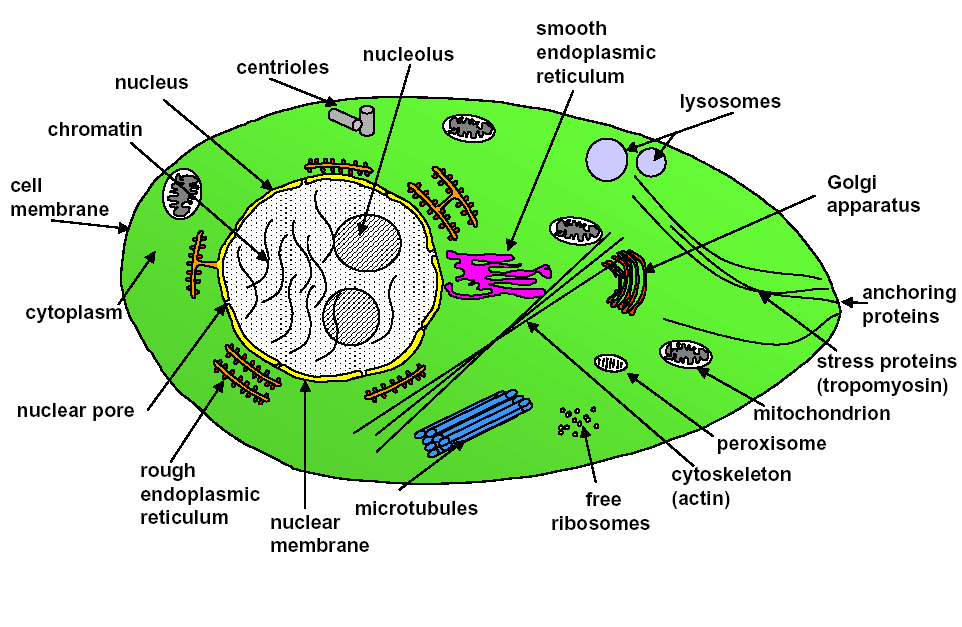 smooth
endoplasmic
reticulum
nucleolus
centrioles
nucleus
lysosomes
chromatin
cell
membrane
Golgi
apparatus
cytoplasm
anchoring
proteins
stress proteins
(tropomyosin)
nuclear pore
mitochondrion
peroxisome
rough
endoplasmic
reticulum
cytoskeleton
(actin)
microtubules
free
ribosomes
nuclear
membrane